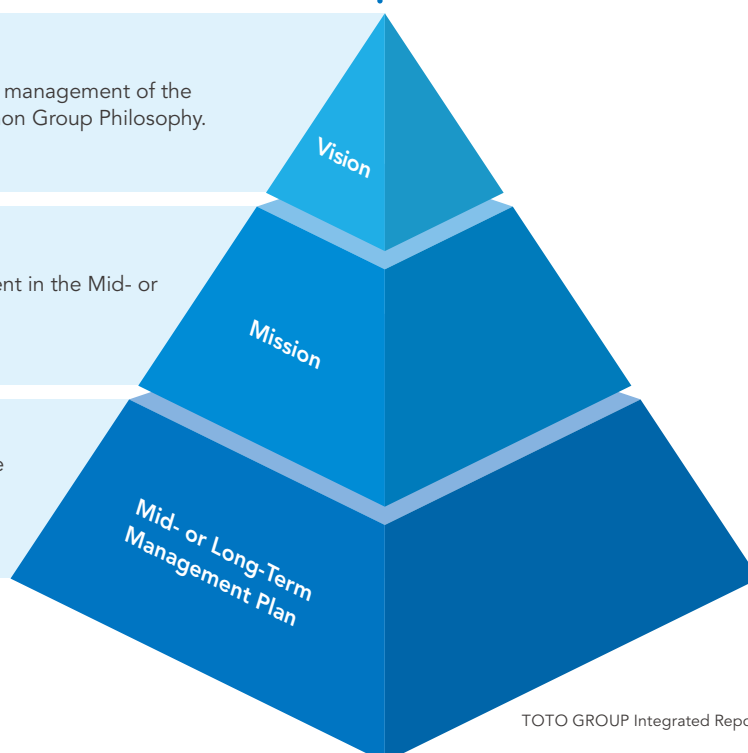 management of the
on Group Philosophy.
Vision
ent in the Mid- or
Mission
e
Mid- or Long-Term
Management Plan
TOTO GROUP Integrated Repo